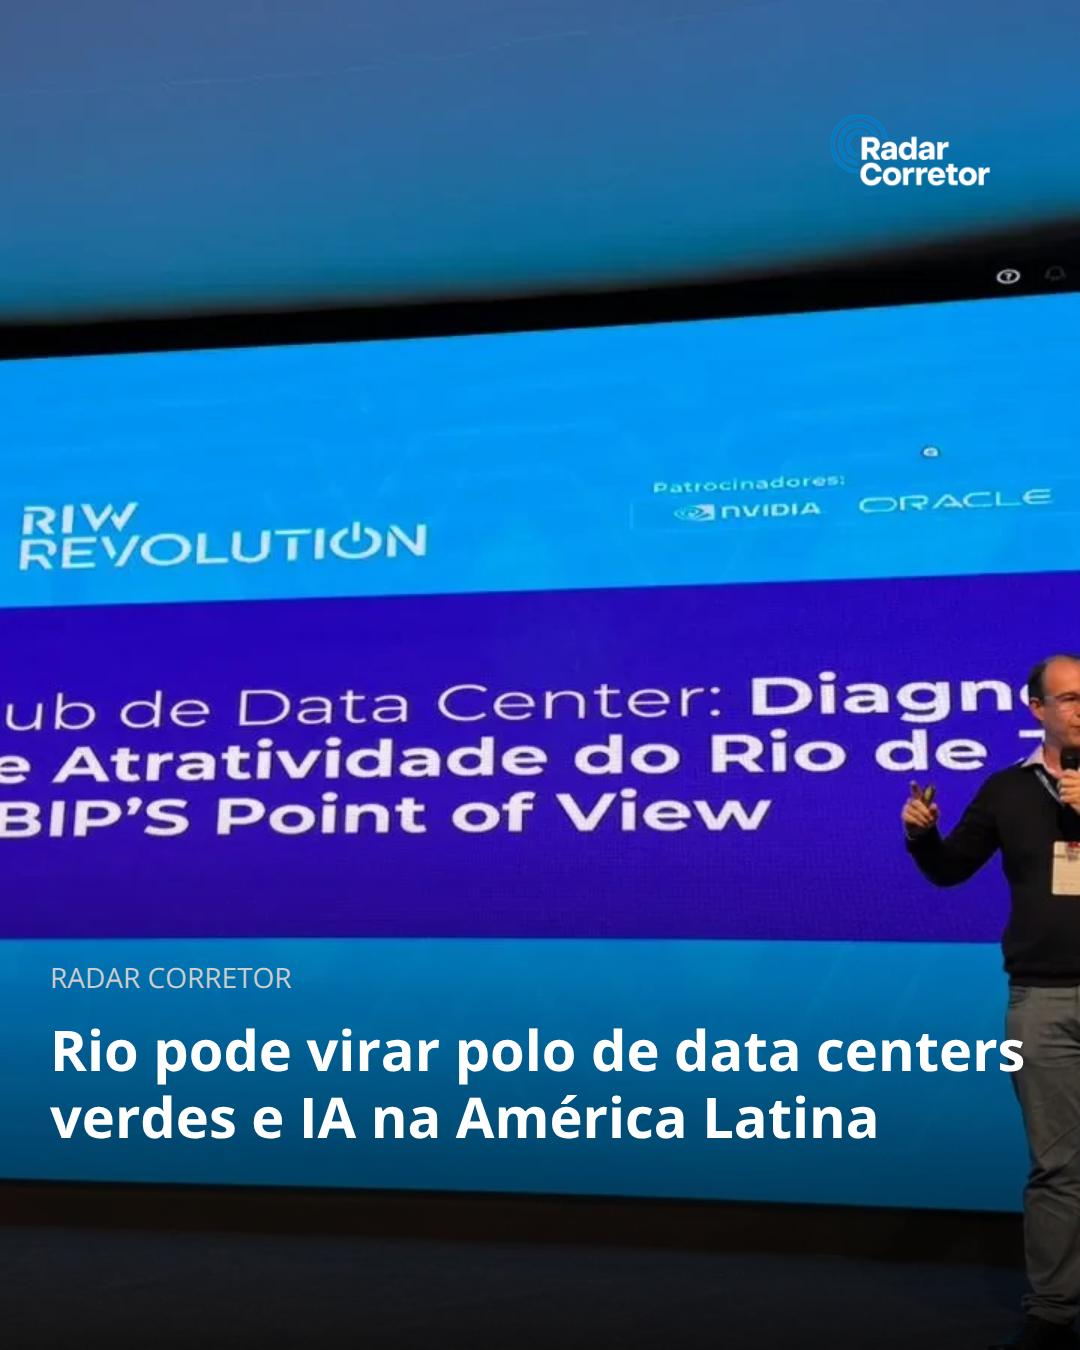 Radar
Corretor
RIW
REVOLUTION
Patrocinadores:
NVIDIA
ORACLE
ub de Data Center: Diagn
e Atratividade do Rio de
BIP'S Point of View
RADAR CORRETOR
Rio pode virar polo de data centers
verdes e IA na América Latina